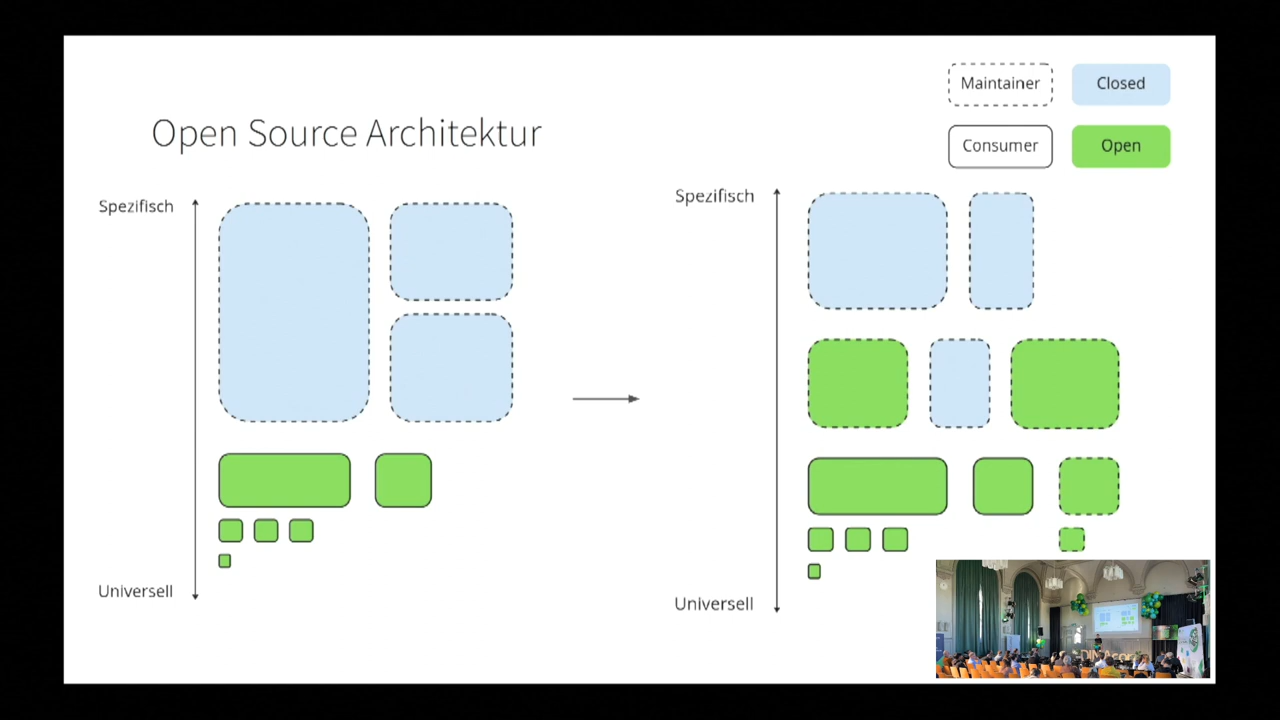 Maintainer
Closed
Open Source Architektur
Consumer
Open
Spezifisch
Spezifisch
Universell
Universell